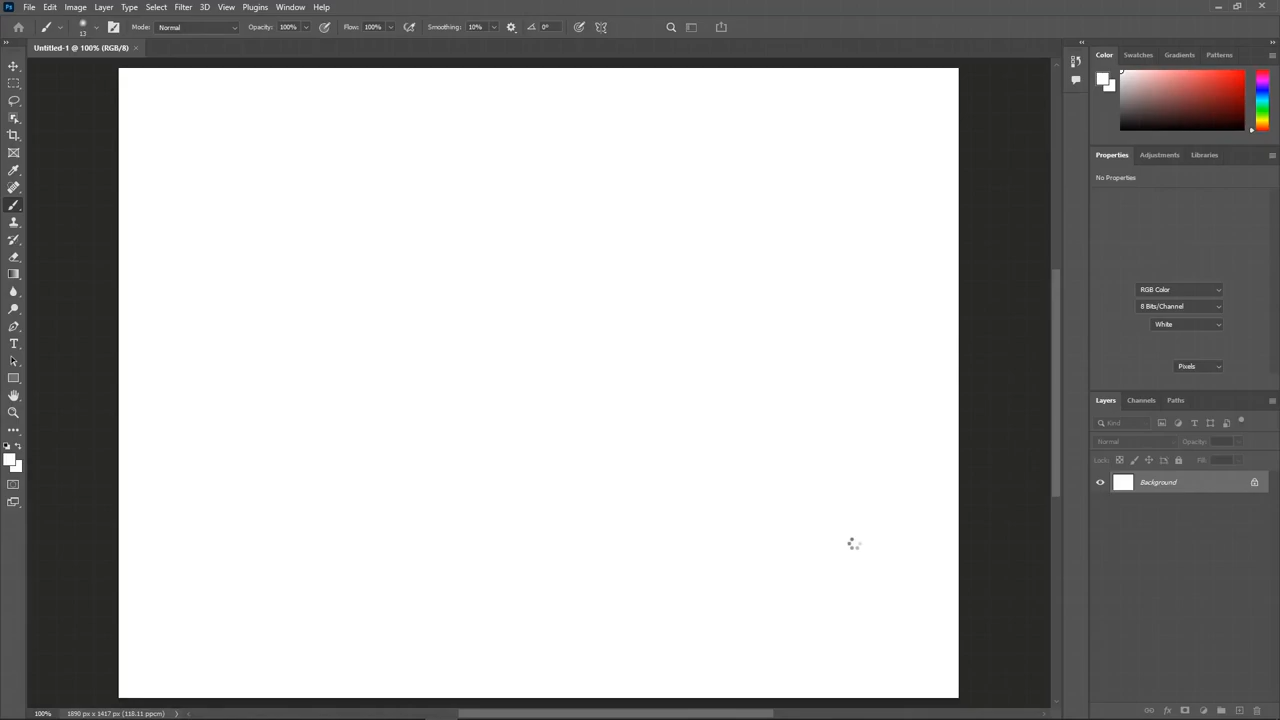 Ps File Edit Image Layer Type Select Filter 3D View Plugins Window Help
13 Mode: Normal Opacity: 100% Flow: 100% Smoothing: 10% 0°
Untitled-1 @ 100% (RGB/8) ×
Color Swatches Gradients Patterns
Properties Adjustments Libraries
No Properties
RGB Color
8 Bits/Channel
White
Pixels
Layers Channels Paths
Kind
Normal Opacity:
Lock: Fill:
Background
100% 1890 px x 1417 px (118.11 ppcm)